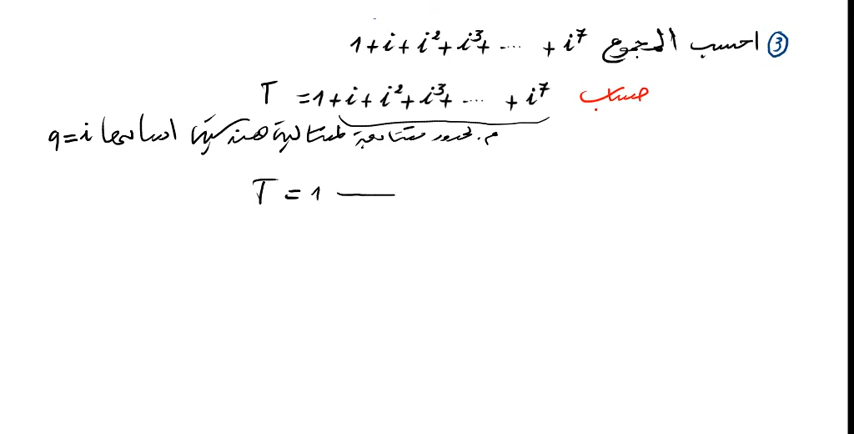 ③ احسب المجموع 1+i+i²+i³+ ... +i⁷
حساب T =1+i+i²+i³+ ... +i⁷
م. حدود متتابعة لمتتالية هندسية اساسها q=i
T = 1 —